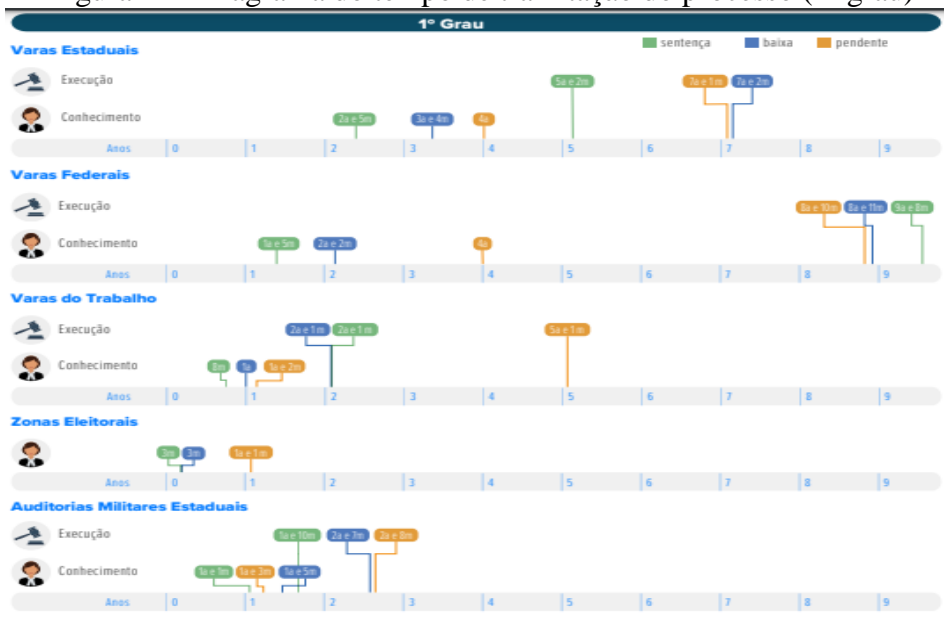 1º Grau
sentença baixa pendente
Varas Estaduais
Execução 5a e 2m 7a e 1m 7a e 2m
Conhecimento 2a e 5m 3a e 4m 4a
Anos 0 1 2 3 4 5 6 7 8 9
Varas Federais
Execução 8a e 10m 8a e 11m 9a e 8m
Conhecimento 1a e 5m 2a e 2m 4a
Anos 0 1 2 3 4 5 6 7 8 9
Varas do Trabalho
Execução 2a e 1m 2a e 1m 5a e 1m
Conhecimento 8m 1a 1a e 2m
Anos 0 1 2 3 4 5 6 7 8 9
Zonas Eleitorais
3m 3m 1a e 1m
Anos 0 1 2 3 4 5 6 7 8 9
Auditorias Militares Estaduais
Execução 1a e 10m 2a e 7m 2a e 8m
Conhecimento 1a e 1m 1a e 3m 1a e 5m
Anos 0 1 2 3 4 5 6 7 8 9